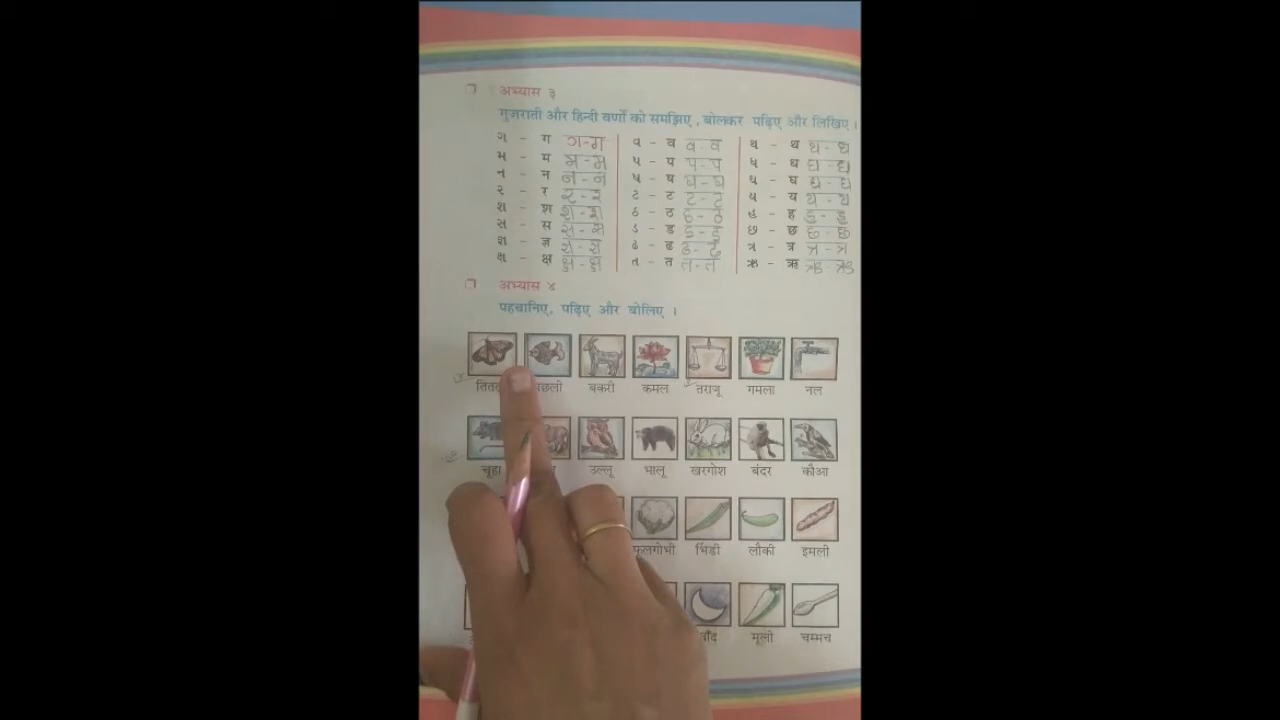 अभ्यास ३
गुजराती और हिन्दी वर्णों को समझिए, बोलकर पढ़िए और लिखिए ।
ગ - ग ग-ग વ - व व-व થ - थ थ-थ
મ - म म-म પ - प प-प ધ - ध ध-ध
ન - न न-न ષ - ष ष-ष ઘ - घ घ-घ
ર - र र-र ટ - ट ट-ट ય - य य-य
શ - श श-श ઠ - ठ ठ-ठ હ - ह ह-ह
સ - स स-स ડ - ड ड-ड છ - छ छ-छ
જ્ઞ - ज्ञ ज्ञ-ज्ञ ઢ - ढ ढ-ढ ત્ર - त्र त्र-त्र
ક્ષ - क्ष क्ष-क्ष ત - त त-त ઋ - ऋ ऋ-ऋ
अभ्यास ४
पहचानिए, पढ़िए और बोलिए ।
बकरी कमल तराजू गमला नल
चूहा उल्लू भालू खरगोश बंदर कौआ
फूलगोभी भिंडी लौकी इमली
चाँद मूली चम्मच